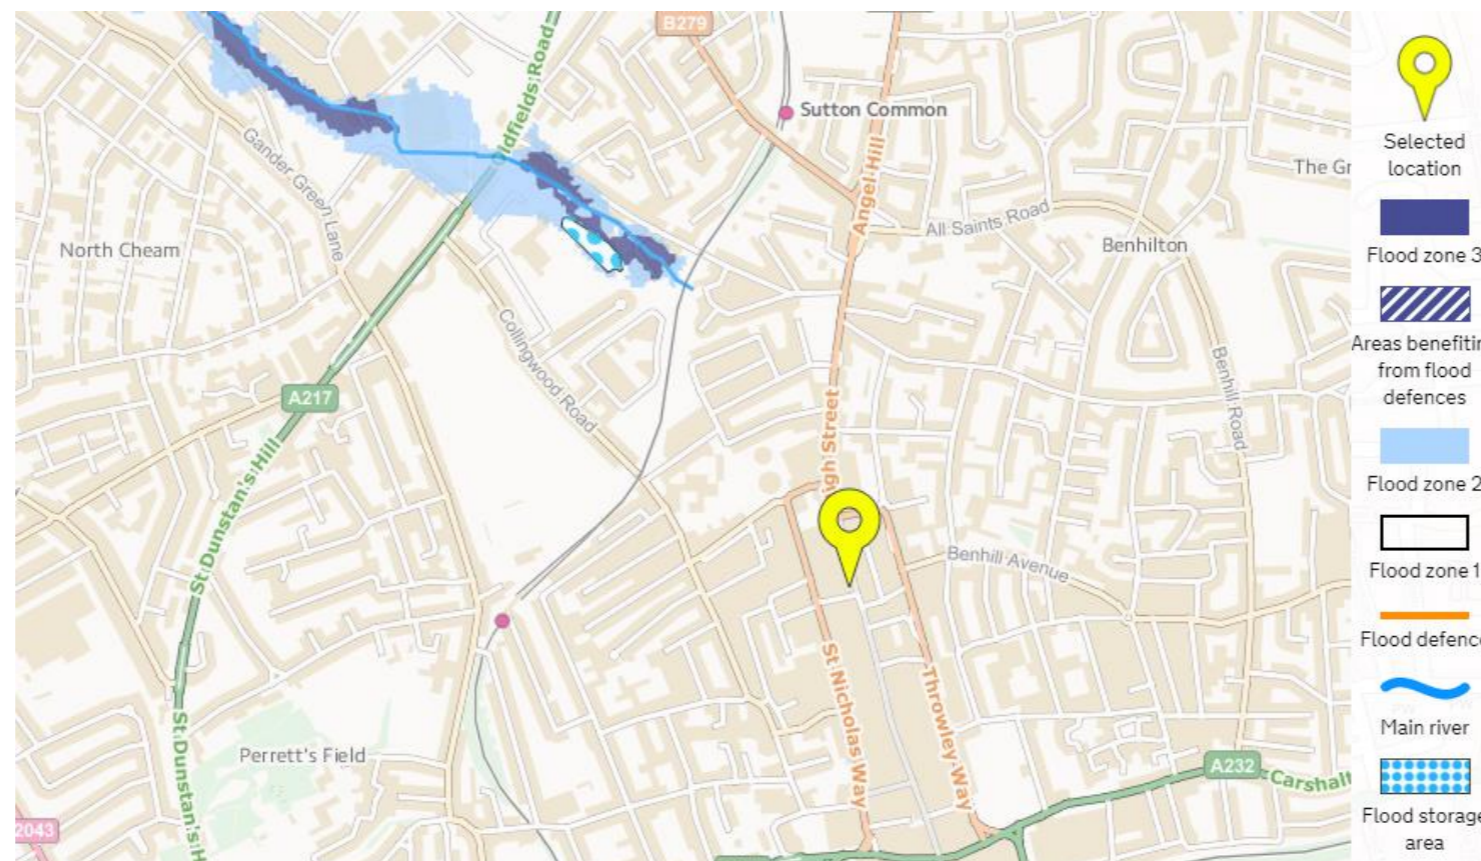 B279
Oldfields Road
Sutton Common
Angel Hill
The Gr
Gander Green Lane
All Saints Road
Benhilton
North Cheam
Collingwood Road
Benhill Road
A217
High Street
St Dunstan's Hill
Benhill Avenue
St Nicholas Way
Throwley Way
St Dunstan's H
Perrett's Field
A232
Carshalt
2043
Selected
location
Flood zone 3
Areas benefitin
from flood
defences
Flood zone 2
Flood zone 1
Flood defence
Main river
Flood storage
area